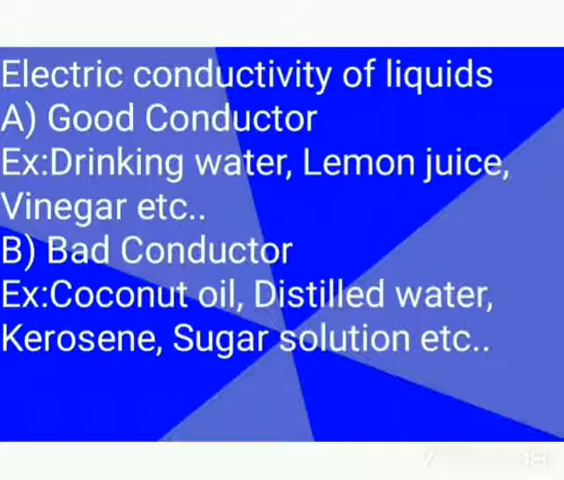 Electric conductivity of liquids
A) Good Conductor
Ex:Drinking water, Lemon juice,
Vinegar etc..
B) Bad Conductor
Ex:Coconut oil, Distilled water,
Kerosene, Sugar solution etc..